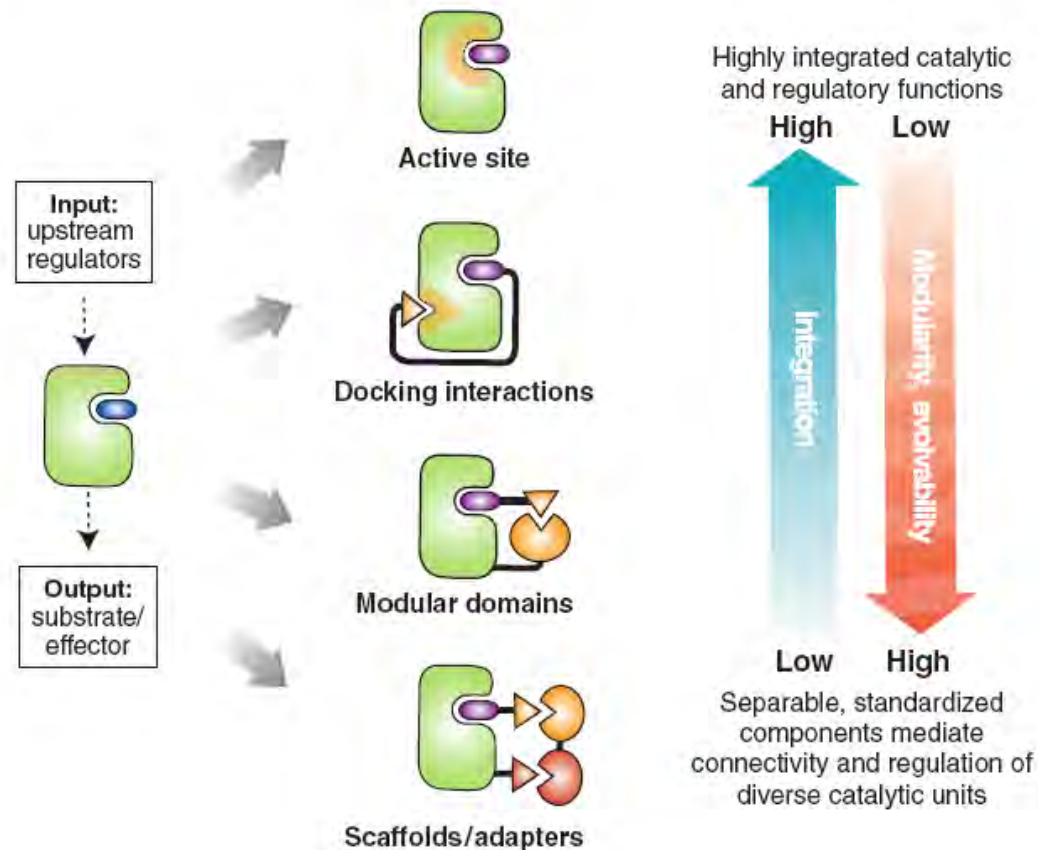 Input:
upstream
regulators
Output:
substrate/
effector
Active site
Docking interactions
Modular domains
Scaffolds/adapters
Highly integrated catalytic
and regulatory functions
High
Low
Integration
Modularity, evolvability
Low
High
Separable, standardized
components mediate
connectivity and regulation of
diverse catalytic units